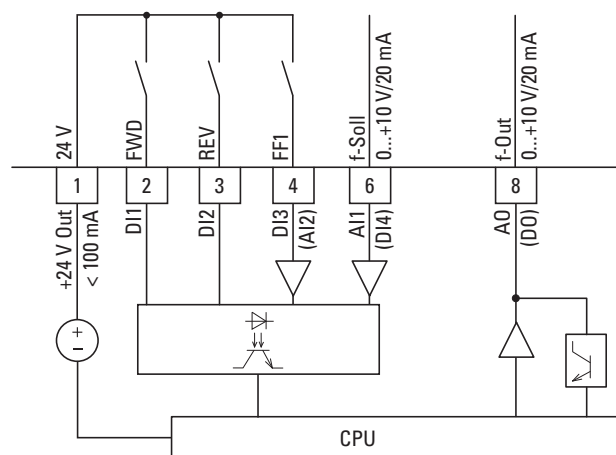 24 V
FWD
REV
FF1
f-Soll
0...+10 V/20 mA
f-Out
0...+10 V/20 mA
1
2
3
4
6
8
+24 V Out
< 100 mA
DI1
DI2
DI3
(AI2)
AI1
(DI4)
AO
(DO)
+
−
CPU